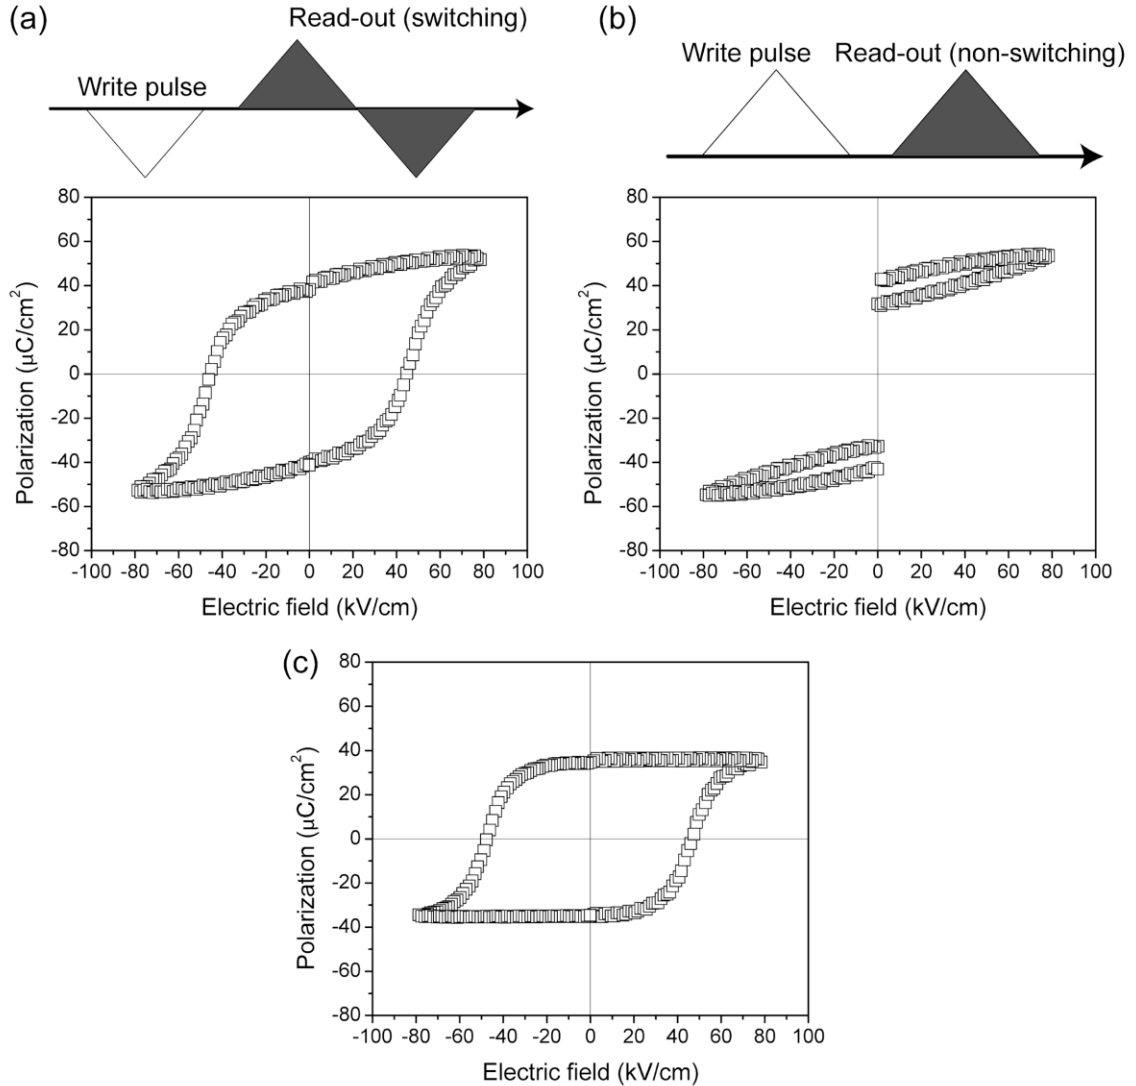 (a)
Read-out (switching)
Write pulse
80
60
40
20
0
-20
-40
-60
-80
Polarization (µC/cm²)
-100 -80 -60 -40 -20 0 20 40 60 80 100
Electric field (kV/cm)
(b)
Write pulse
Read-out (non-switching)
80
60
40
20
0
-20
-40
-60
-80
Polarization (µC/cm²)
-100 -80 -60 -40 -20 0 20 40 60 80 100
Electric field (kV/cm)
(c)
80
60
40
20
0
-20
-40
-60
-80
Polarization (µC/cm²)
-100 -80 -60 -40 -20 0 20 40 60 80 100
Electric field (kV/cm)